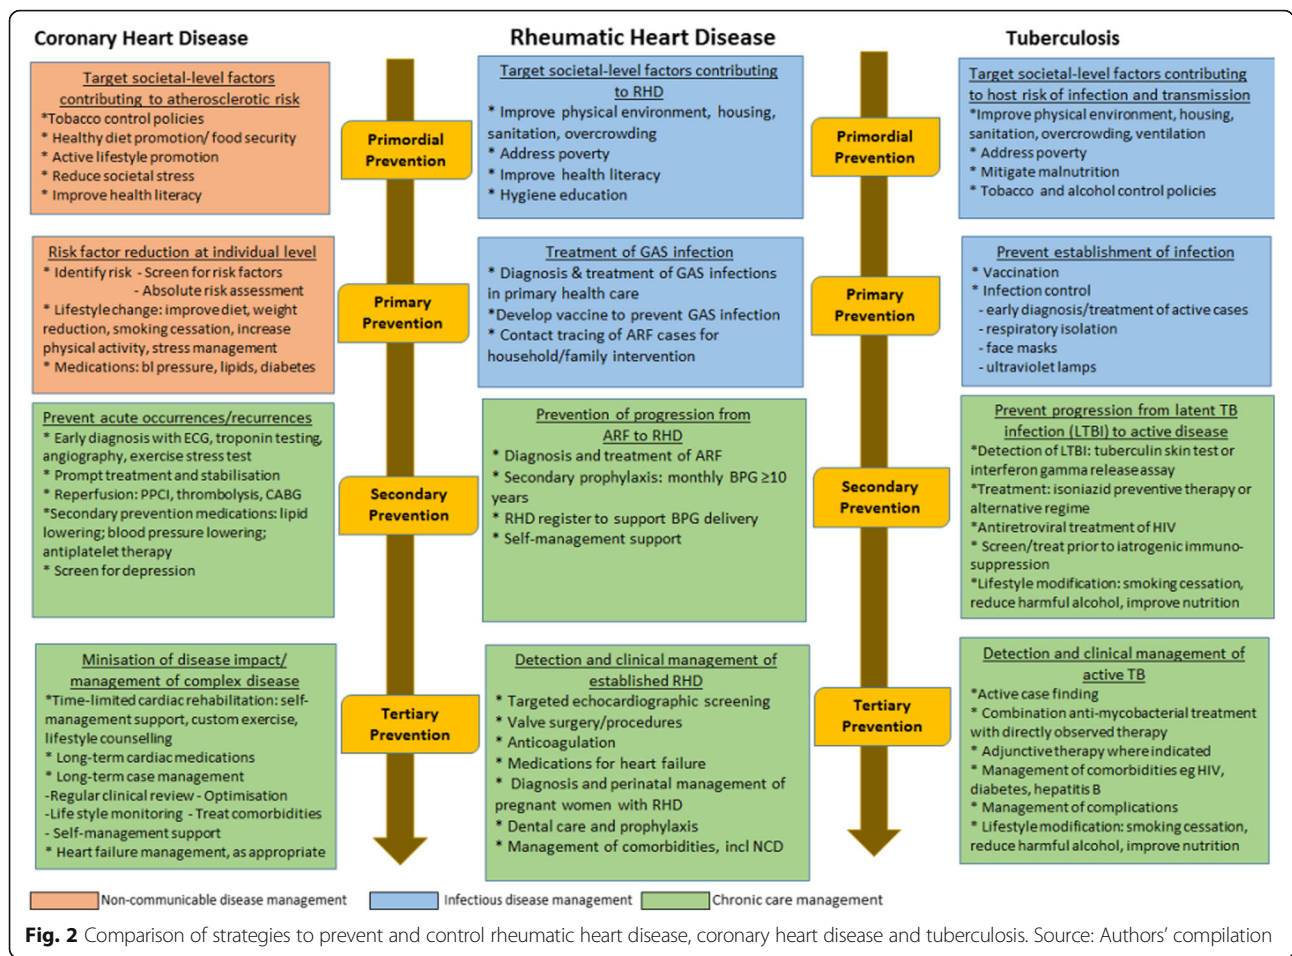 Coronary Heart Disease
Rheumatic Heart Disease
Tuberculosis
Target societal-level factors
contributing to atherosclerotic risk
*Tobacco control policies
* Healthy diet promotion/ food security
* Active lifestyle promotion
* Reduce societal stress
* Improve health literacy
Primordial
Prevention
Target societal-level factors contributing
to RHD
* Improve physical environment, housing,
sanitation, overcrowding
* Address poverty
* Improve health literacy
* Hygiene education
Primordial
Prevention
Target societal-level factors contributing
to host risk of infection and transmission
*Improve physical environment, housing,
sanitation, overcrowding, ventilation
* Address poverty
* Mitigate malnutrition
* Tobacco and alcohol control policies
Risk factor reduction at individual level
* Identify risk - Screen for risk factors
- Absolute risk assessment
* Lifestyle change: improve diet, weight
reduction, smoking cessation, increase
physical activity, stress management
* Medications: bl pressure, lipids, diabetes
Primary
Prevention
Treatment of GAS infection
* Diagnosis & treatment of GAS infections
in primary health care
*Develop vaccine to prevent GAS infection
* Contact tracing of ARF cases for
household/family intervention
Primary
Prevention
Prevent establishment of infection
* Vaccination
* Infection control
- early diagnosis/treatment of active cases
- respiratory isolation
- face masks
- ultraviolet lamps
Prevent acute occurrences/recurrences
* Early diagnosis with ECG, troponin testing,
angiography, exercise stress test
* Prompt treatment and stabilisation
* Reperfusion: PPCI, thrombolysis, CABG
*Secondary prevention medications: lipid
lowering; blood pressure lowering;
antiplatelet therapy
* Screen for depression
Secondary
Prevention
Prevention of progression from
ARF to RHD
* Diagnosis and treatment of ARF
* Secondary prophylaxis: monthly BPG ≥10
years
* RHD register to support BPG delivery
* Self-management support
Secondary
Prevention
Prevent progression from latent TB
infection (LTBI) to active disease
*Detection of LTBI: tuberculin skin test or
interferon gamma release assay
*Treatment: isoniazid preventive therapy or
alternative regime
*Antiretroviral treatment of HIV
* Screen/treat prior to iatrogenic immuno-
suppression
*Lifestyle modification: smoking cessation,
reduce harmful alcohol, improve nutrition
Minisation of disease impact/
management of complex disease
*Time-limited cardiac rehabilitation: self-
management support, custom exercise,
lifestyle counselling
* Long-term cardiac medications
* Long-term case management
-Regular clinical review - Optimisation
-Life style monitoring - Treat comorbidities
- Self-management support
* Heart failure management, as appropriate
Tertiary
Prevention
Detection and clinical management of
established RHD
* Targeted echocardiographic screening
* Valve surgery/procedures
* Anticoagulation
* Medications for heart failure
* Diagnosis and perinatal management of
pregnant women with RHD
* Dental care and prophylaxis
* Management of comorbidities, incl NCD
Tertiary
Prevention
Detection and clinical management of
active TB
*Active case finding
* Combination anti-mycobacterial treatment
with directly observed therapy
* Adjunctive therapy where indicated
* Management of comorbidities eg HIV,
diabetes, hepatitis B
* Management of complications
* Lifestyle modification: smoking cessation,
reduce harmful alcohol, improve nutrition
Non-communicable disease management
Infectious disease management
Chronic care management
Fig. 2 Comparison of strategies to prevent and control rheumatic heart disease, coronary heart disease and tuberculosis. Source: Authors' compilation